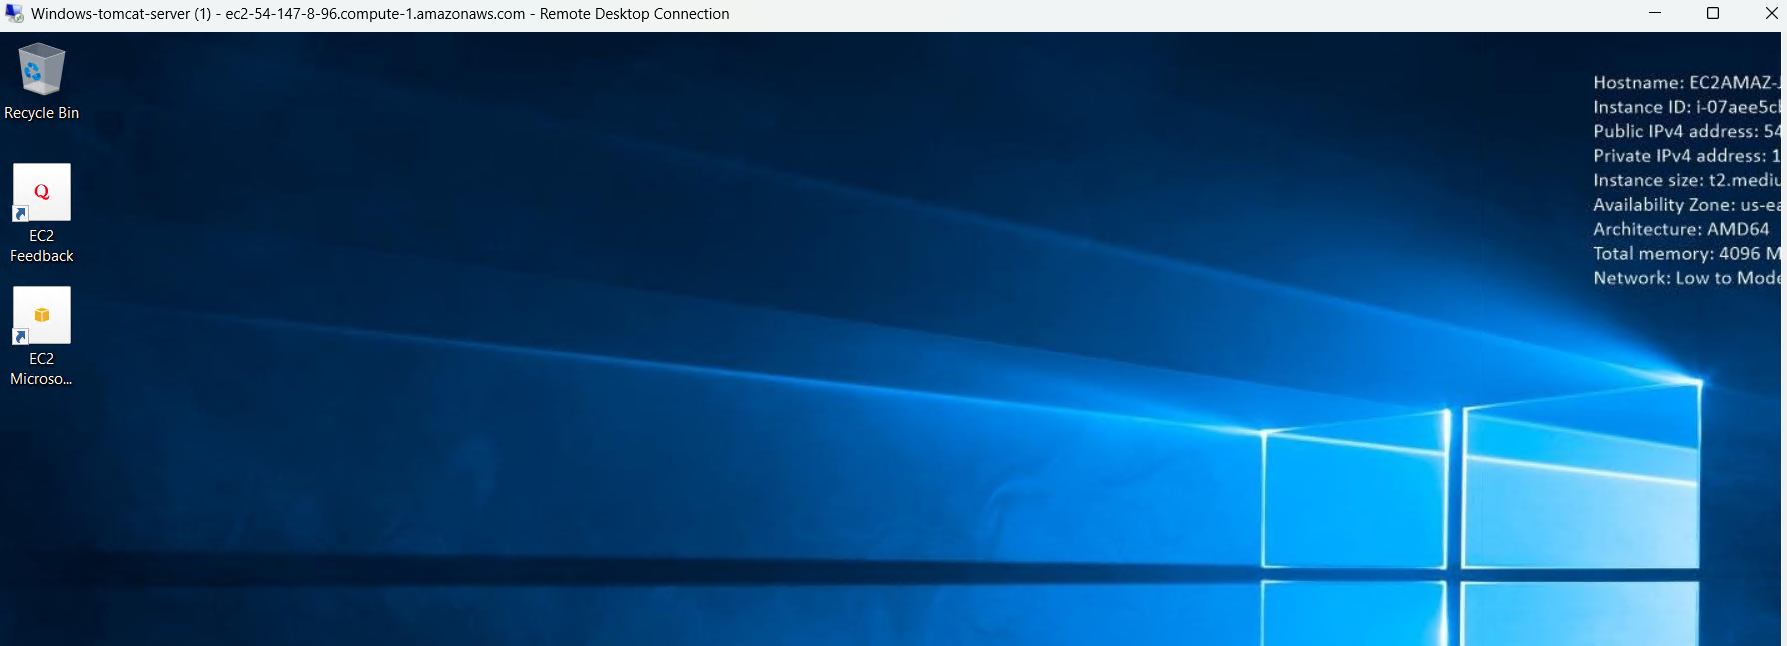 Windows-tomcat-server (1) - ec2-54-147-8-96.compute-1.amazonaws.com - Remote Desktop Connection
Recycle Bin
Q
EC2
Feedback
EC2
Microso...
Hostname: EC2AMAZ-
Instance ID: i-07aee5c
Public IPv4 address: 54
Private IPv4 address: 1
Instance size: t2.mediu
Availability Zone: us-ea
Architecture: AMD64
Total memory: 4096 M
Network: Low to Mode